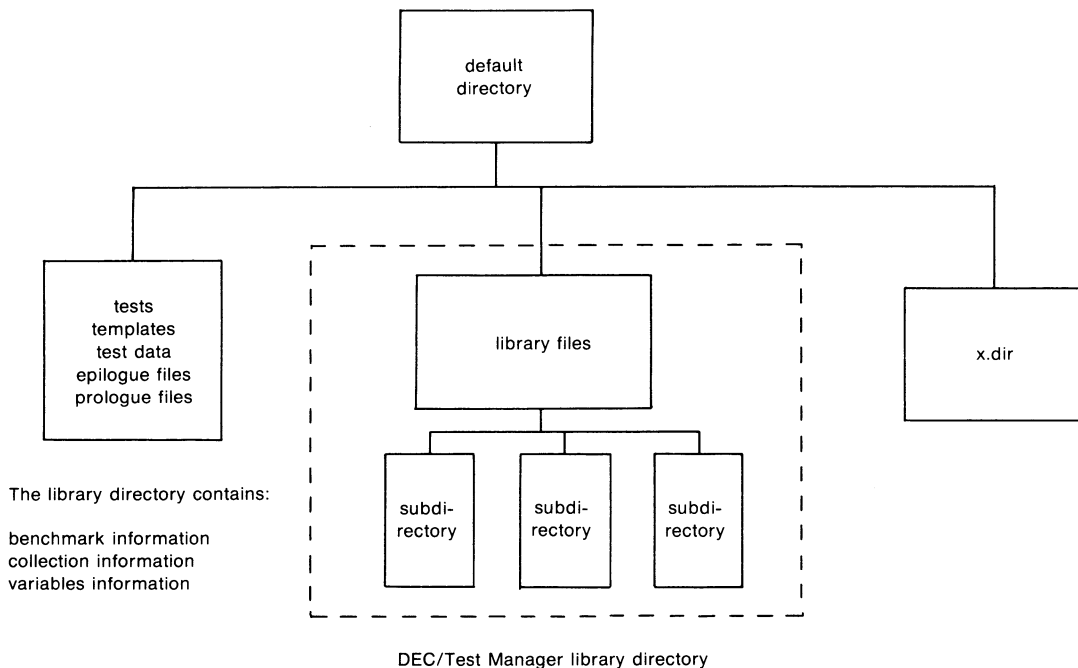 default
directory
tests
templates
test data
epilogue files
prologue files
library files
x.dir
subdi-
rectory
subdi-
rectory
subdi-
rectory
The library directory contains:
benchmark information
collection information
variables information
DEC/Test Manager library directory